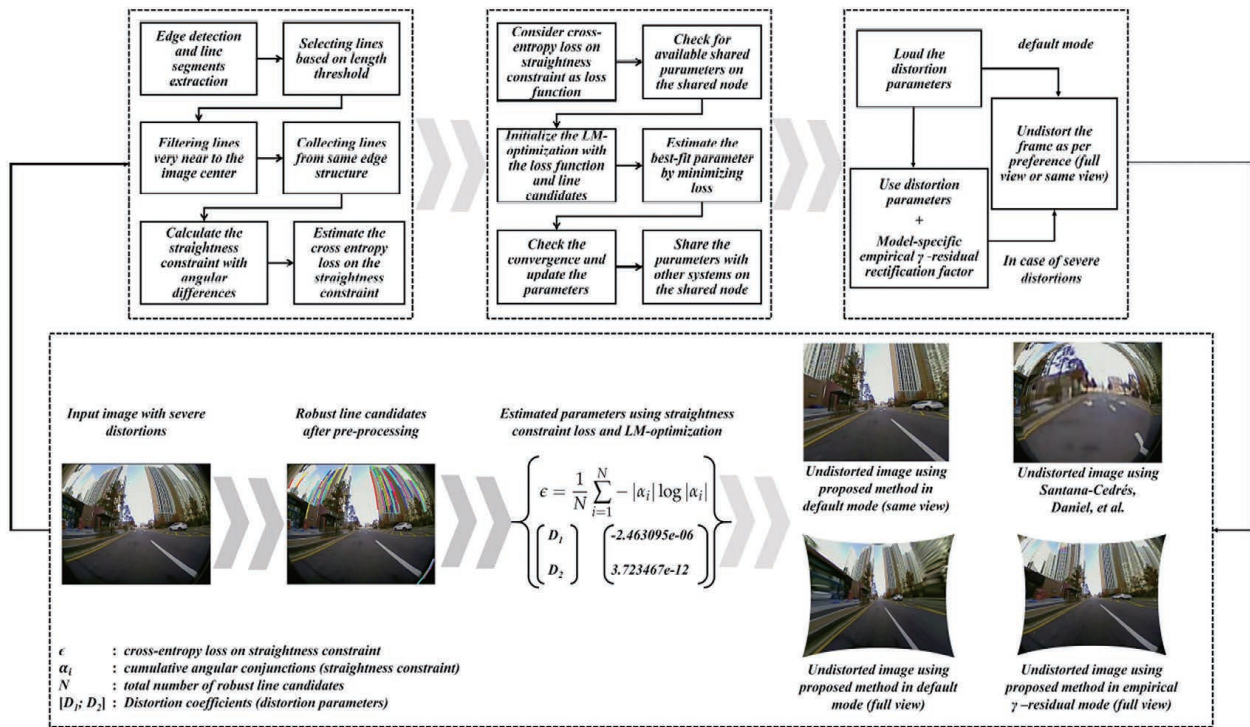 Edge detection and line
segments extraction
Selecting lines
based on length
threshold
Filtering lines
very near to the
image center
Collecting lines
from same edge
structure
Calculate the
straightness
constraint with
angular
differences
Estimate the
cross entropy
loss on the
straightness
constraint
Consider cross-
entropy loss on
straightness
constraint as loss
function
Check for
available shared
parameters on
the shared node
Initialize the LM-
optimization with
the loss function
and line
candidates
Estimate the
best-fit parameter
by minimizing
loss
Check the
convergence and
update the
parameters
Share the
parameters with
other systems on
the shared node
Load the
distortion
parameters
default mode
Undistort the
frame as per
preference (full
view or same view)
Use distortion
parameters
+
Model-specific
empirical γ -residual
rectification factor
In case of severe
distortions
Input image with severe
distortions
Robust line candidates
after pre-processing
Estimated parameters using straightness
constraint loss and LM-optimization
ϵ = 1/N ∑ i=1 N − |αi| log |αi|
D1 -2.463095e-06
D2 3.723467e-12
Undistorted image using
proposed method in
default mode (same view)
Undistorted image using
Santana-Cedrés,
Daniel, et al.
Undistorted image using
proposed method in default
mode (full view)
Undistorted image using
proposed method in empirical
γ –residual mode (full view)
ϵ : cross-entropy loss on straightness constraint
αi : cumulative angular conjunctions (straightness constraint)
N : total number of robust line candidates
[D1; D2] : Distortion coefficients (distortion parameters)